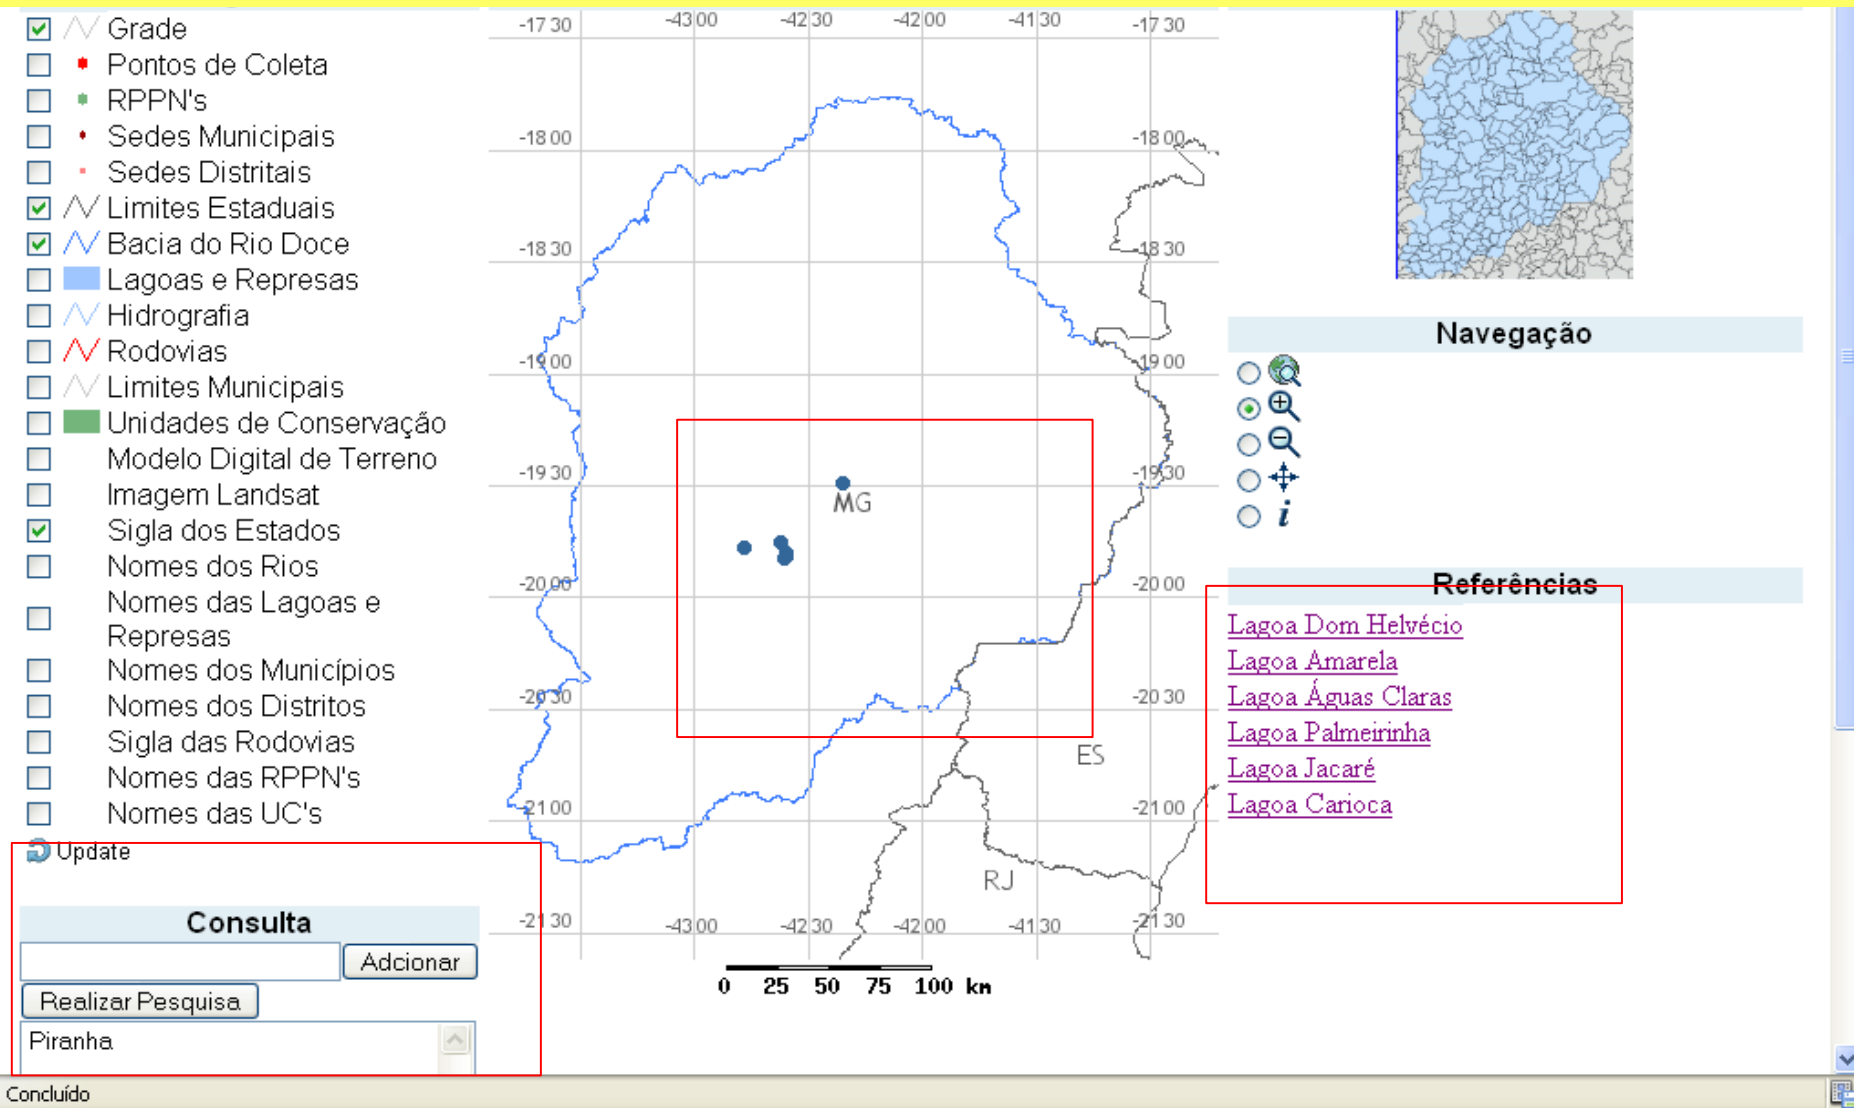 Grade
Pontos de Coleta
RPPN's
Sedes Municipais
Sedes Distritais
Limites Estaduais
Bacia do Rio Doce
Lagoas e Represas
Hidrografia
Rodovias
Limites Municipais
Unidades de Conservação
Modelo Digital de Terreno
Imagem Landsat
Sigla dos Estados
Nomes dos Rios
Nomes das Lagoas e
Represas
Nomes dos Municípios
Nomes dos Distritos
Sigla das Rodovias
Nomes das RPPN's
Nomes das UC's
Update
Consulta
Adcionar
Realizar Pesquisa
Piranha
-17 30 -43 00 -42 30 -42 00 -41 30 -17 30
-18 00 -18 00
-18 30 -18 30
-19 00 -19 00
-19 30 -19 30
MG
-20 00 -20 00
-20 30 -20 30
ES
-21 00 -21 00
RJ
-21 30 -43 00 -42 30 -42 00 -41 30 -21 30
0 25 50 75 100 km
Navegação
i
Referências
Lagoa Dom Helvécio
Lagoa Amarela
Lagoa Águas Claras
Lagoa Palmeirinha
Lagoa Jacaré
Lagoa Carioca
Concluído